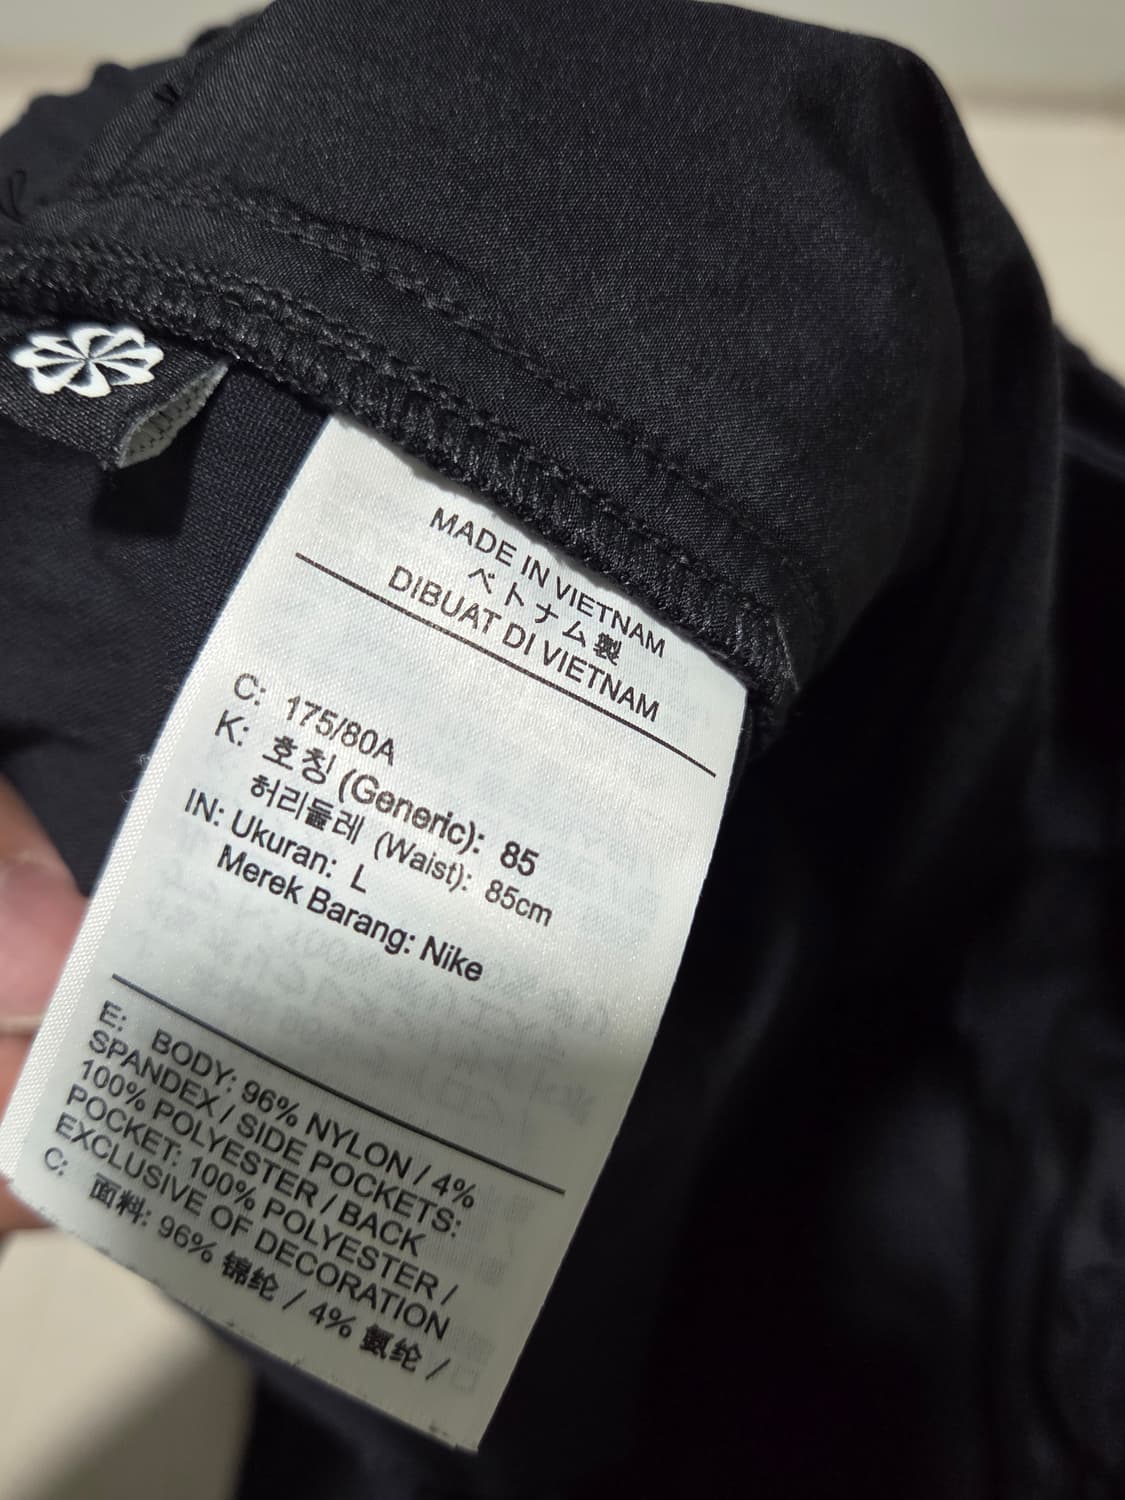 MADE IN VIETNAM
ベトナム製
DIBUAT DI VIETNAM
C: 175/80A
K: 호칭 (Generic): 85
허리둘레 (Waist): 85cm
IN: Ukuran: L
Merek Barang: Nike
E: BODY: 96% NYLON / 4%
SPANDEX / SIDE POCKETS:
100% POLYESTER / BACK
POCKET: 100% POLYESTER /
EXCLUSIVE OF DECORATION
C: 面料: 96% 锦纶 / 4% 氨纶 /